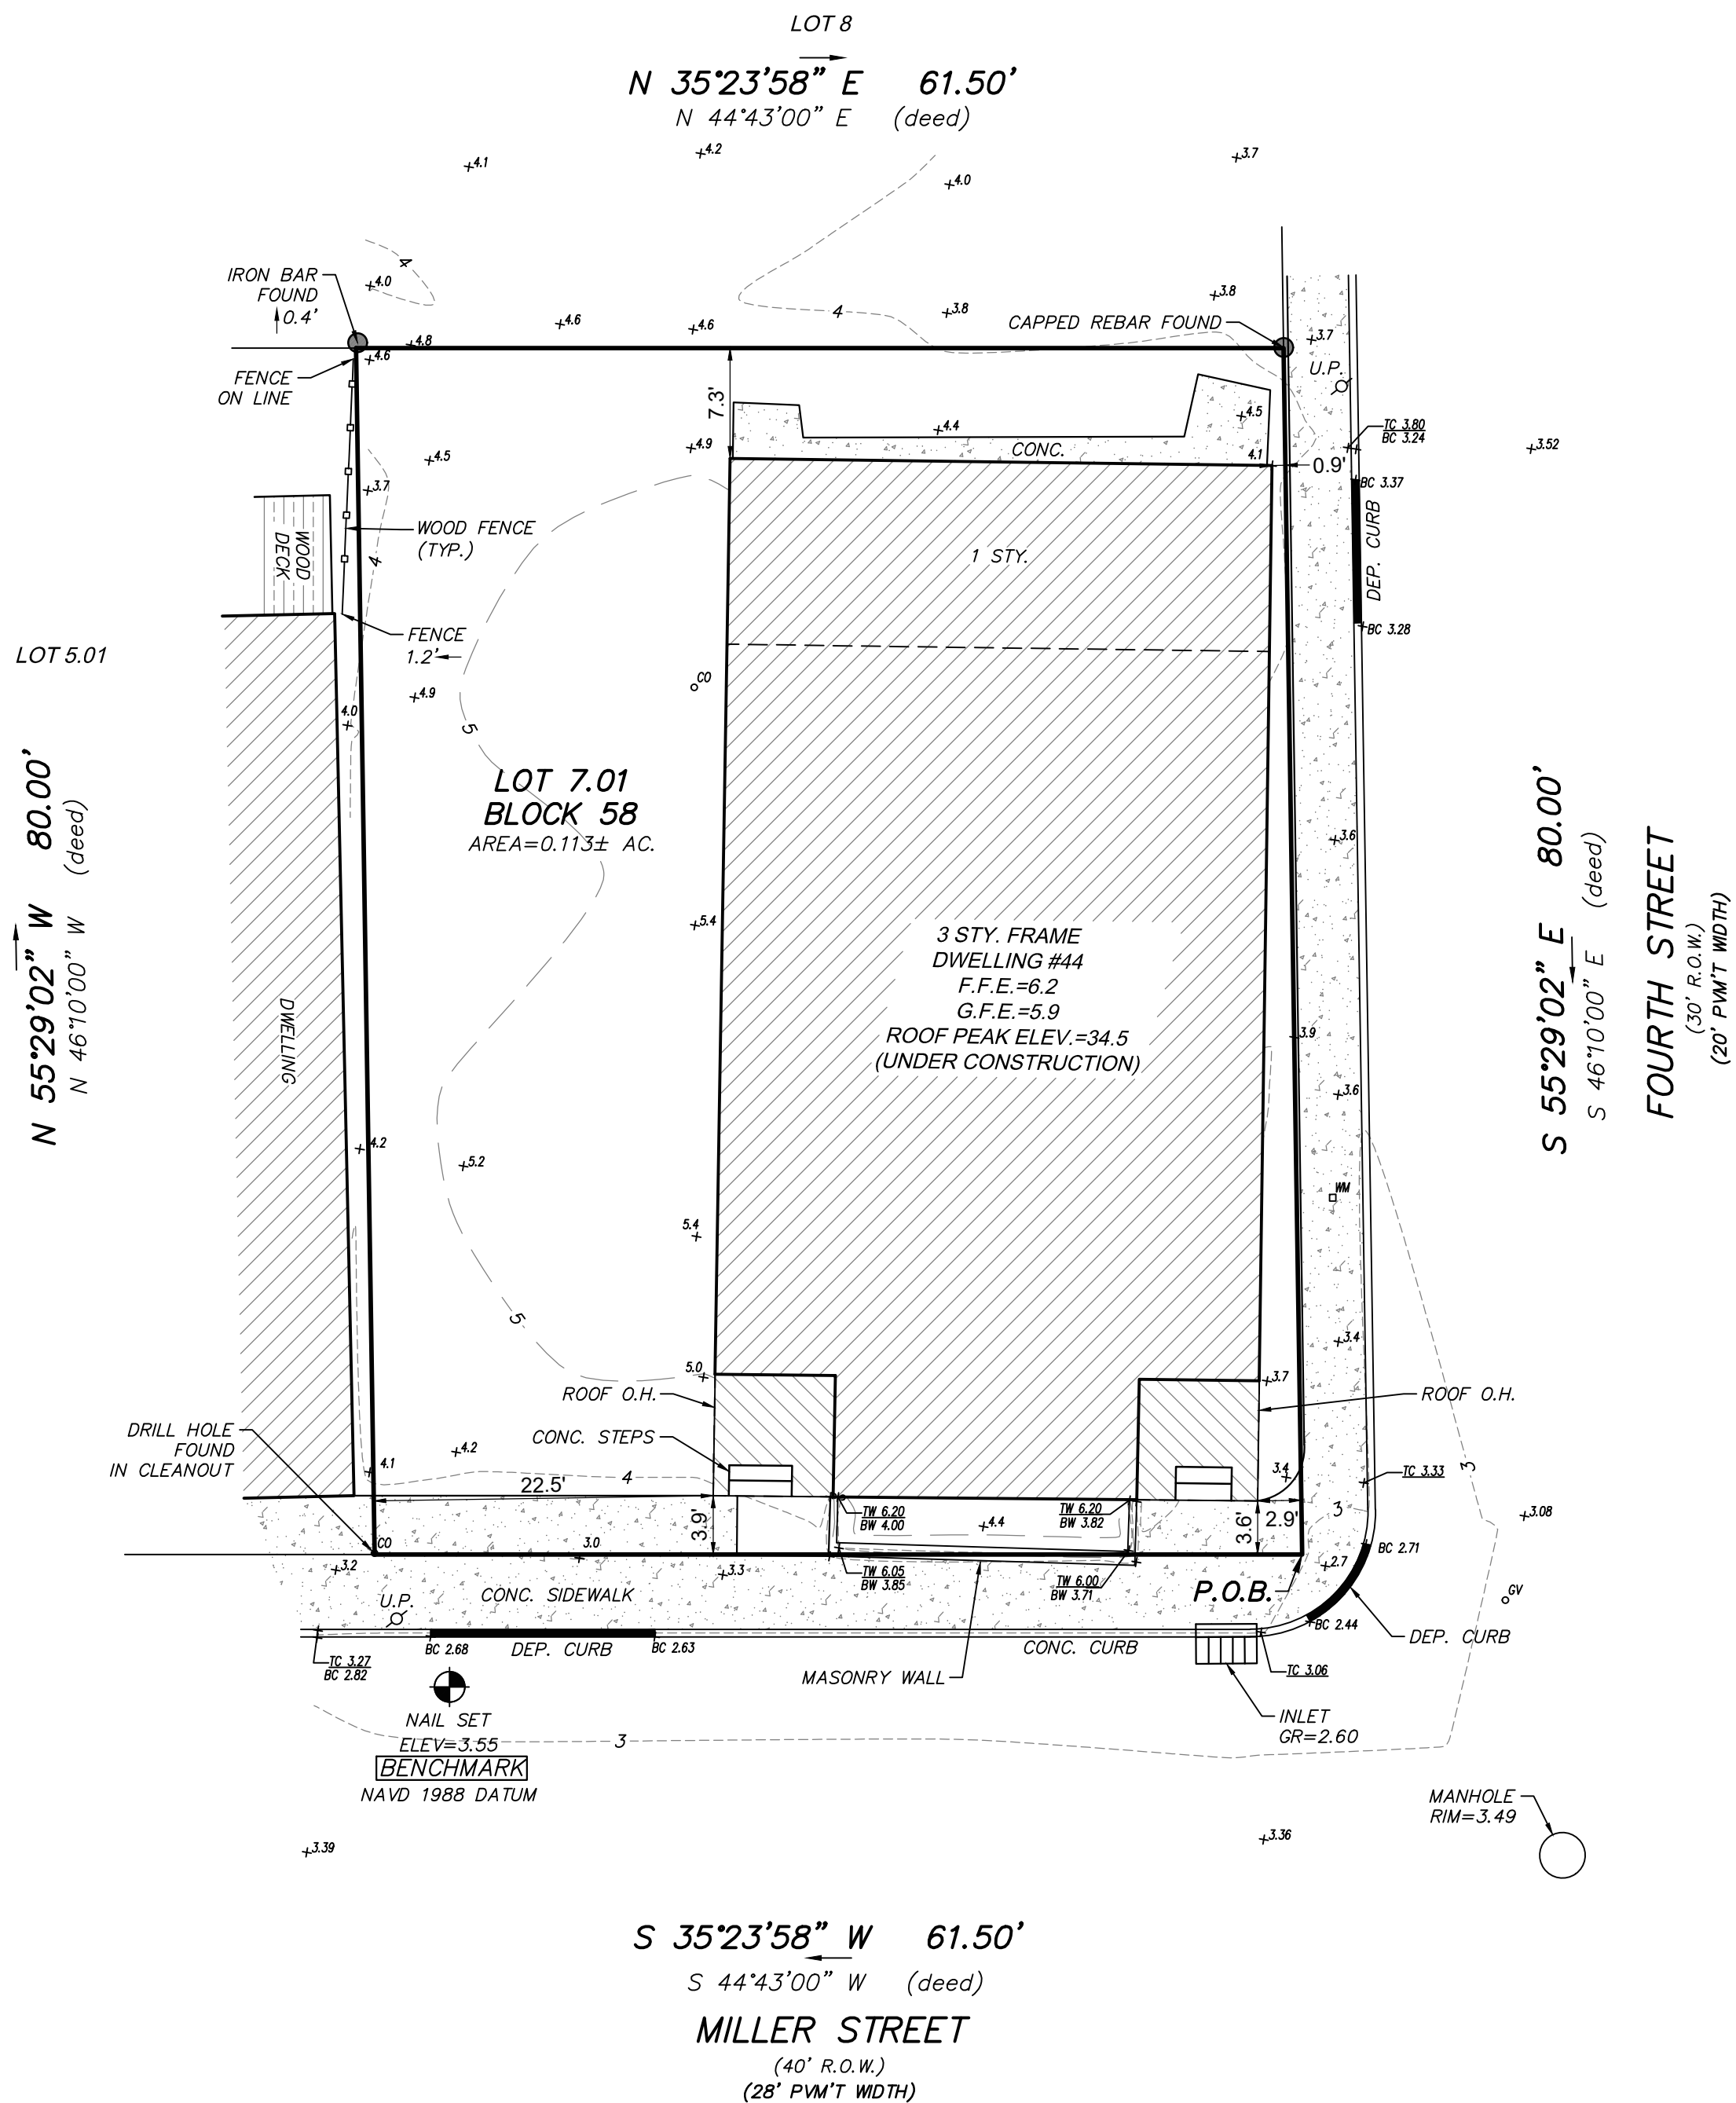 LOT 8
N 35°23'58" E 61.50'
N 44°43'00" E (deed)
4.1
4.2
4.0
3.7
4
4.0
IRON BAR
FOUND
0.4'
4.8
4.6
4.6
4.6
4
3.8
3.8
CAPPED REBAR FOUND
3.7
U.P.
FENCE
ON LINE
7.3'
4.5
4.9
4.4
4.5
CONC.
4.1
0.9'
TC 3.80
BC 3.24
3.52
BC 3.37
DEP. CURB
BC 3.28
3.7
WOOD FENCE
(TYP.)
4
WOOD
DECK
1 STY.
FENCE
1.2'
LOT 5.01
CO
4.9
4.0
5
LOT 7.01
BLOCK 58
AREA=0.113± AC.
N 55°29'02" W 80.00'
N 46°10'00" W (deed)
DWELLING
5.4
3 STY. FRAME
DWELLING #44
F.F.E.=6.2
G.F.E.=5.9
ROOF PEAK ELEV.=34.5
(UNDER CONSTRUCTION)
3.6
3.9
3.6
S 55°29'02" E 80.00'
S 46°10'00" E (deed)
FOURTH STREET
(30' R.O.W.)
(20' PVM'T WIDTH)
4.2
5.2
WM
5.4
5
3.4
5.0
3.7
ROOF O.H.
ROOF O.H.
CONC. STEPS
DRILL HOLE
FOUND
IN CLEANOUT
4.2
4.1
4
22.5'
3.4
TC 3.33
3
3
3.9'
TW 6.20
BW 4.00
4.4
TW 6.20
BW 3.82
3.6'
2.9'
3.08
CO
3.0
3.2
3.3
TW 6.05
BW 3.85
TW 6.00
BW 3.71
BC 2.71
2.7
P.O.B.
GV
U.P.
CONC. SIDEWALK
BC 2.44
DEP. CURB
BC 2.68
DEP. CURB
BC 2.63
CONC. CURB
TC 3.27
BC 2.82
MASONRY WALL
TC 3.06
NAIL SET
ELEV=3.55
BENCHMARK
NAVD 1988 DATUM
3
INLET
GR=2.60
MANHOLE
RIM=3.49
3.39
3.36
S 35°23'58" W 61.50'
S 44°43'00" W (deed)
MILLER STREET
(40' R.O.W.)
(28' PVM'T WIDTH)